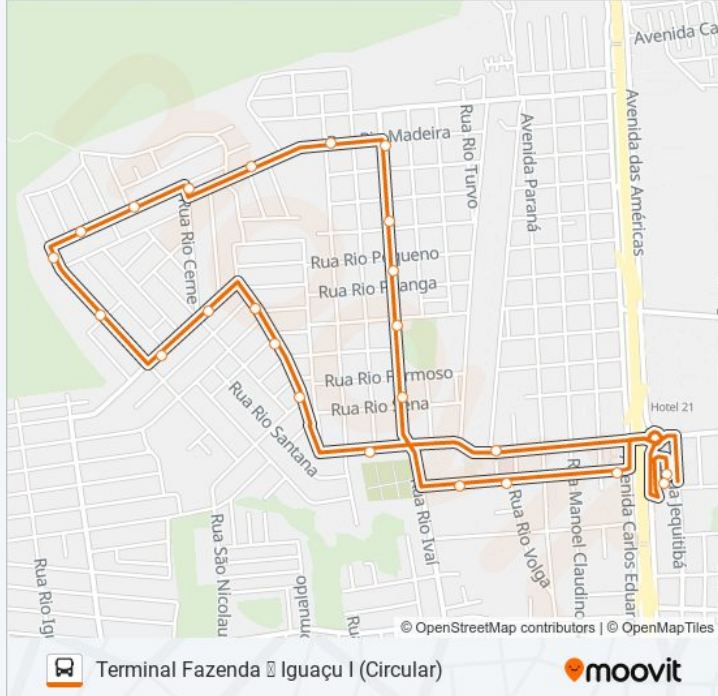 Avenida Ca
Avenida das Américas
Madeira
Rua Rio Turvo
Avenida Paraná
Rua Rio Cerne
Rua Rio Pequeno
Rua Rio Piranga
Rua Rio Formoso
Rua Rio Sena
Hotel 21
Rua Rio Santana
Rua Rio Ivaí
Rua Rio Volga
Rua Manoel Claudino
Avenida Carlos Eduar
Jequitibá
Rua São Nicolau
Rua Rio Ig
omualdo
Rua
© OpenStreetMap contributors | © OpenMapTiles
Terminal Fazenda Iguaçu I (Circular)
moovit